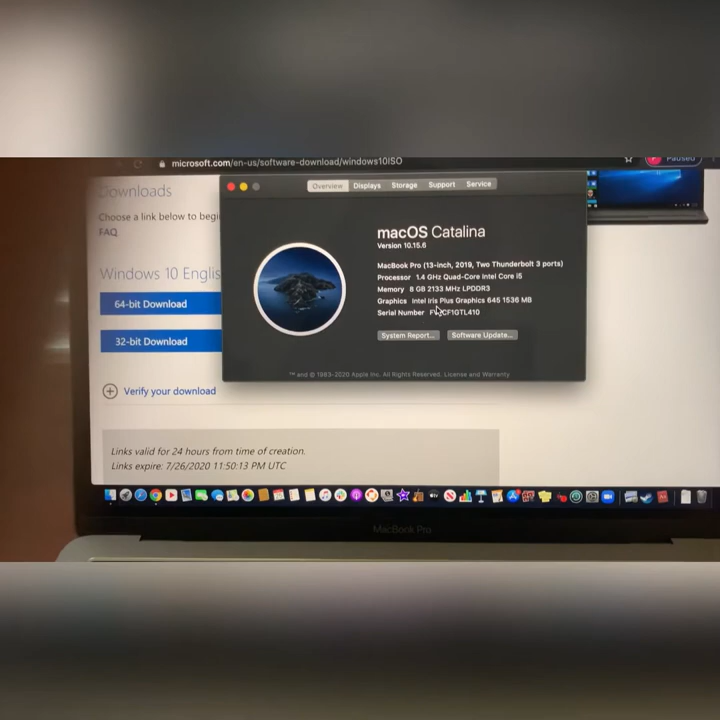 microsoft.com/en-us/software-download/windows10ISO
Paused
Downloads
Choose a link below to begi
FAQ
Windows 10 Englis
64-bit Download
32-bit Download
Verify your download
Links valid for 24 hours from time of creation.
Links expire: 7/26/2020 11:50:13 PM UTC
Overview Displays Storage Support Service
macOS Catalina
Version 10.15.6
MacBook Pro (13-inch, 2019, Two Thunderbolt 3 ports)
Processor 1.4 GHz Quad-Core Intel Core i5
Memory 8 GB 2133 MHz LPDDR3
Graphics Intel Iris Plus Graphics 645 1536 MB
Serial Number
System Report... Software Update...
™ and © 1983-2020 Apple Inc. All Rights Reserved. License and Warranty
MacBook Pro